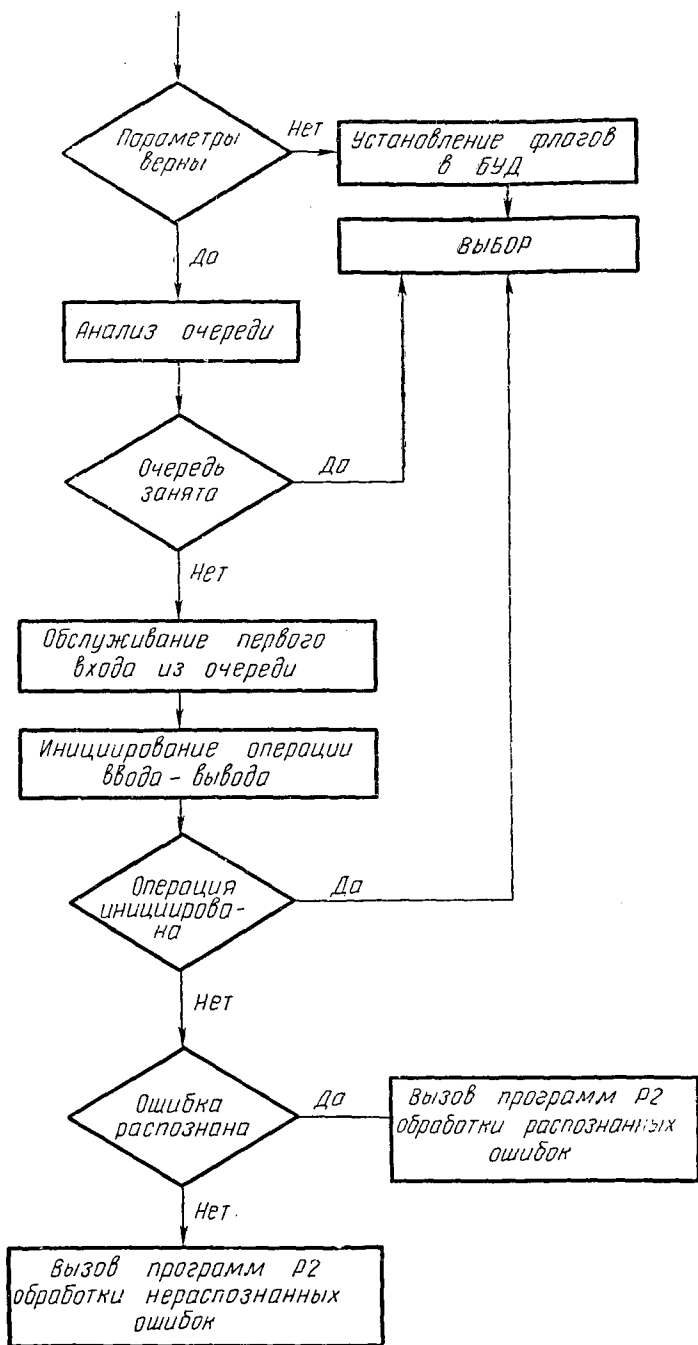 Параметры
верны
Нет
Установление флагов
в БУД
ВЫБОР
Да
Анализ очереди
Очередь
занята
Да
Нет
Обслуживание первого
входа из очереди
Инициирование операции
ввода - вывода
Операция
иницииро́ва-
на
Да
Нет
Ошибка
распознана
Да
Вызов программ Р2
обработки распознанных
ошибок
Нет.
Вызов программ Р2
обработки нераспознанных
ошибок